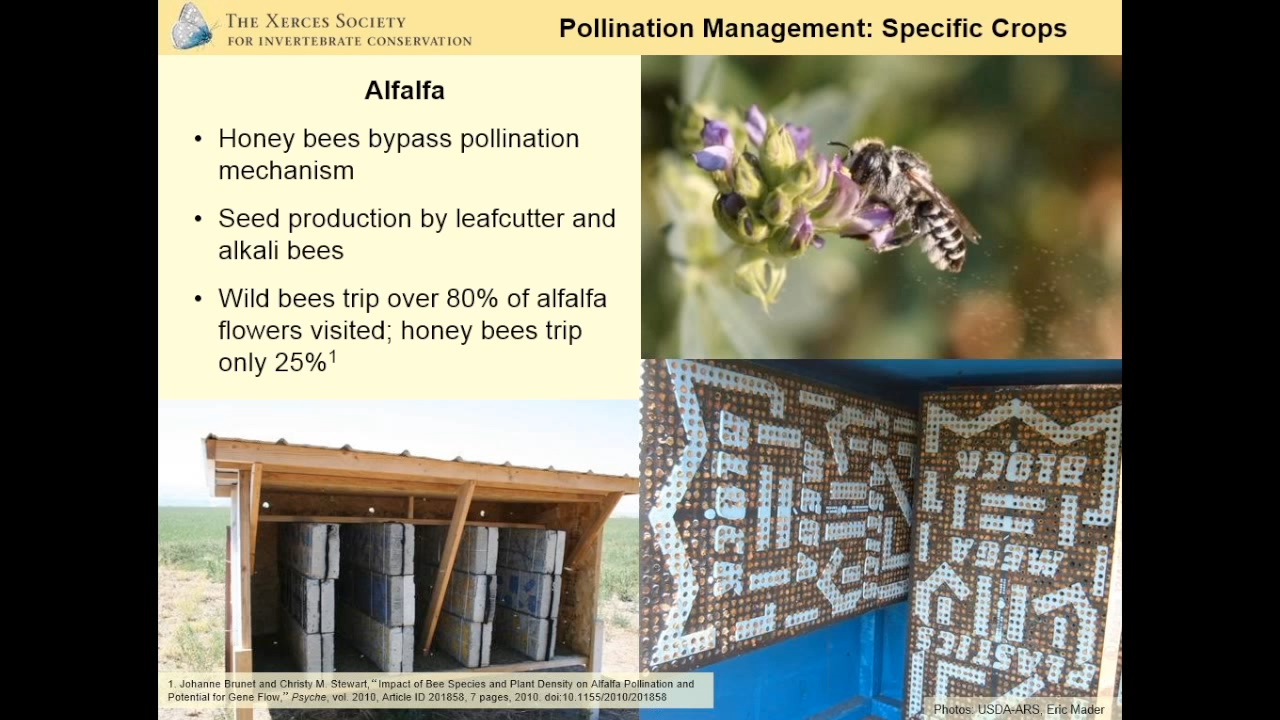 THE XERCES SOCIETY
FOR INVERTEBRATE CONSERVATION
Pollination Management: Specific Crops
Alfalfa
• Honey bees bypass pollination
mechanism
• Seed production by leafcutter and
alkali bees
• Wild bees trip over 80% of alfalfa
flowers visited; honey bees trip
only 25%1
1. Johanne Brunet and Christy M. Stewart, “Impact of Bee Species and Plant Density on Alfalfa Pollination and
Potential for Gene Flow,” Psyche, vol. 2010, Article ID 201858, 7 pages, 2010. doi:10.1155/2010/201858
Photos: USDA-ARS, Eric Mader